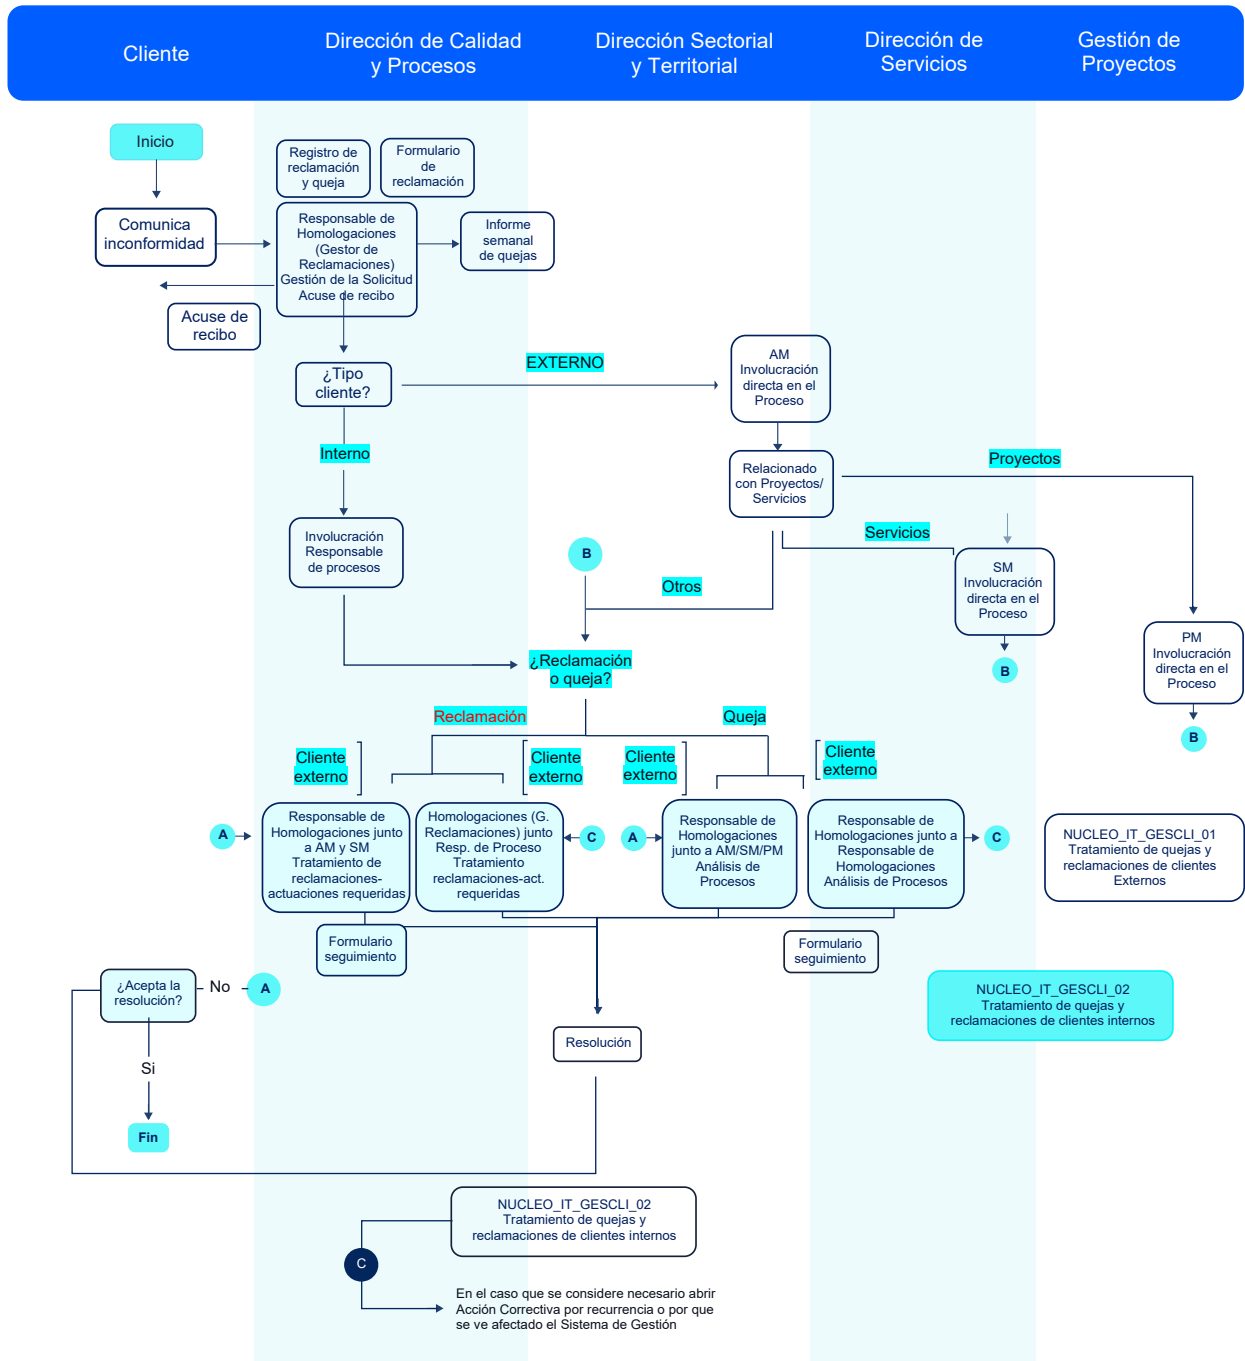 Cliente
Dirección de Calidad
y Procesos
Dirección Sectorial
y Territorial
Dirección de
Servicios
Gestión de
Proyectos
Inicio
Registro de
reclamación
y queja
Formulario
de
reclamación
Comunica
inconformidad
Responsable de
Homologaciones
(Gestor de
Reclamaciones)
Gestión de la Solicitud
Acuse de recibo
Informe
semanal
de quejas
Acuse de
recibo
¿Tipo
cliente?
EXTERNO
AM
Involucración
directa en el
Proceso
Interno
Relacionado
con Proyectos/
Servicios
Proyectos
Servicios
Involucración
Responsable
de procesos
B
Otros
SM
Involucración
directa en el
Proceso
B
PM
Involucración
directa en el
Proceso
B
¿Reclamación
o queja?
Reclamación
Queja
Cliente
externo
Cliente
externo
Cliente
externo
Cliente
externo
A
Responsable de
Homologaciones junto
a AM y SM
Tratamiento de
reclamaciones-
actuaciones requeridas
Homologaciones (G.
Reclamaciones) junto
Resp. de Proceso
Tratamiento
reclamaciones-act.
requeridas
C
A
Responsable de
Homologaciones
junto a AM/SM/PM
Análisis de
Procesos
Responsable de
Homologaciones junto a
Responsable de
Homologaciones
Análisis de Procesos
C
NUCLEO_IT_GESCLI_01
Tratamiento de quejas y
reclamaciones de clientes
Externos
Formulario
seguimiento
Formulario
seguimiento
¿Acepta la
resolución?
No
A
NUCLEO_IT_GESCLI_02
Tratamiento de quejas y
reclamaciones de clientes internos
Resolución
Si
Fin
NUCLEO_IT_GESCLI_02
Tratamiento de quejas y
reclamaciones de clientes internos
C
En el caso que se considere necesario abrir
Acción Correctiva por recurrencia o por que
se ve afectado el Sistema de Gestión